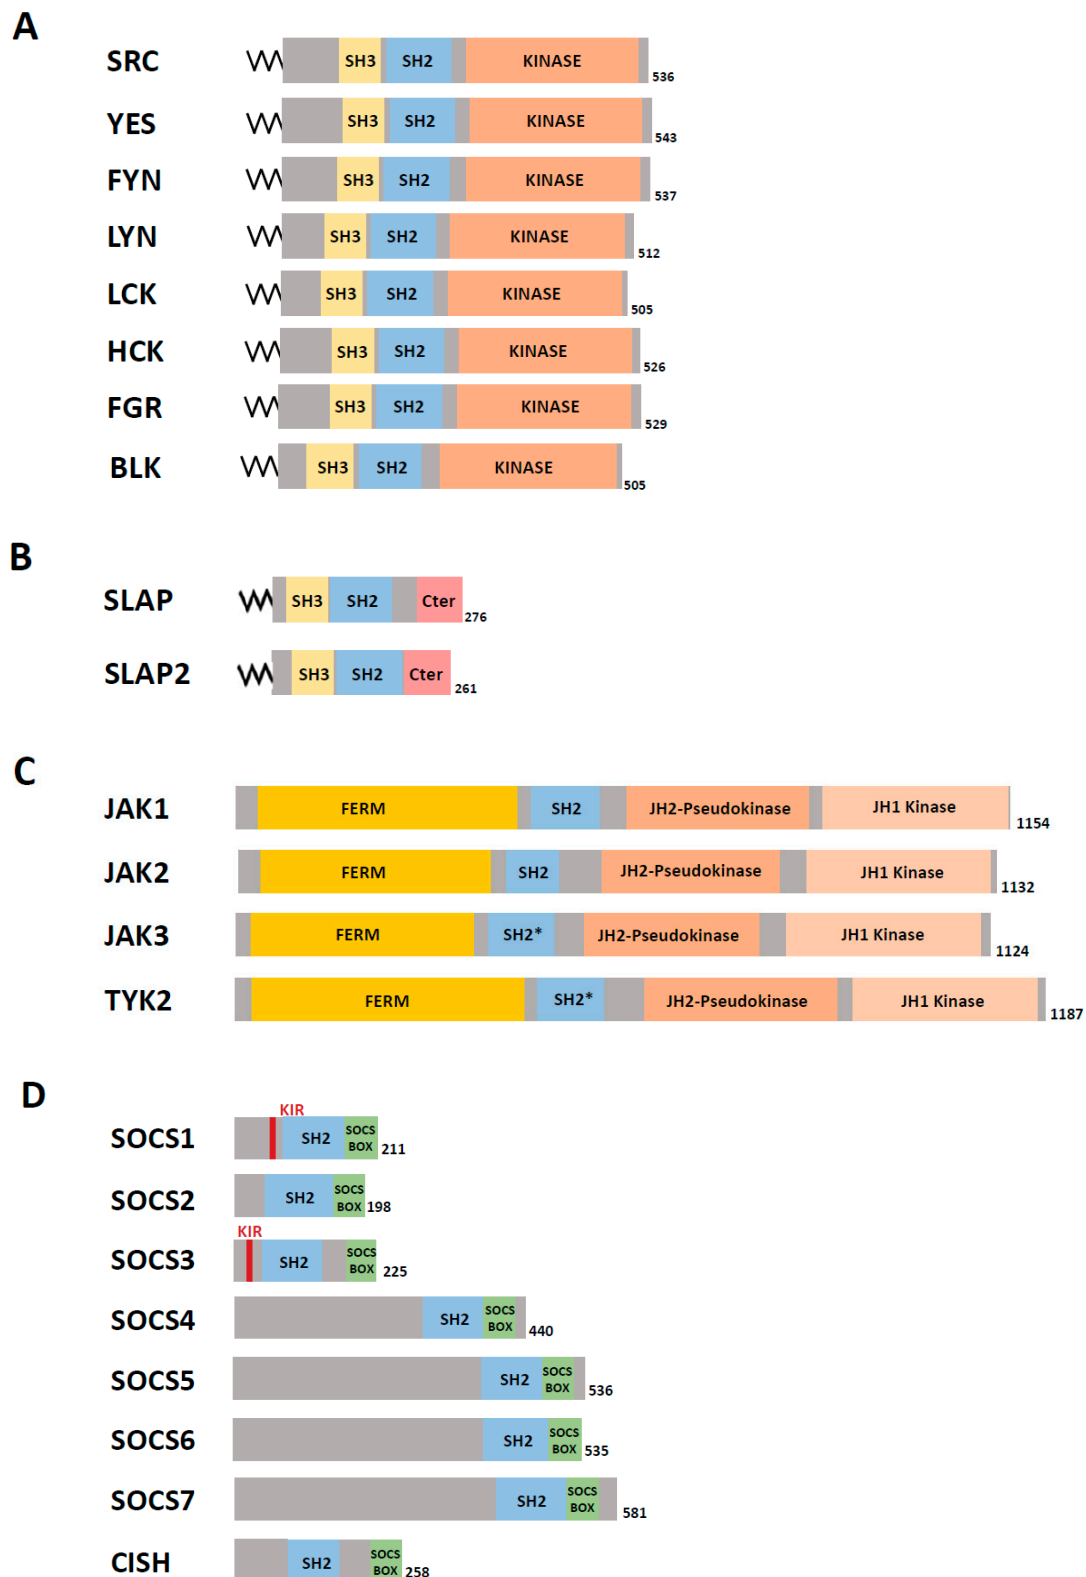 A
SRC SH3 SH2 KINASE 536
YES SH3 SH2 KINASE 543
FYN SH3 SH2 KINASE 537
LYN SH3 SH2 KINASE 512
LCK SH3 SH2 KINASE 505
HCK SH3 SH2 KINASE 526
FGR SH3 SH2 KINASE 529
BLK SH3 SH2 KINASE 505
B
SLAP SH3 SH2 Cter 276
SLAP2 SH3 SH2 Cter 261
C
JAK1 FERM SH2 JH2-Pseudokinase JH1 Kinase 1154
JAK2 FERM SH2 JH2-Pseudokinase JH1 Kinase 1132
JAK3 FERM SH2* JH2-Pseudokinase JH1 Kinase 1124
TYK2 FERM SH2* JH2-Pseudokinase JH1 Kinase 1187
D
KIR
SOCS1 SH2 SOCS BOX 211
SOCS2 SH2 SOCS BOX 198
KIR
SOCS3 SH2 SOCS BOX 225
SOCS4 SH2 SOCS BOX 440
SOCS5 SH2 SOCS BOX 536
SOCS6 SH2 SOCS BOX 535
SOCS7 SH2 SOCS BOX 581
CISH SH2 SOCS BOX 258